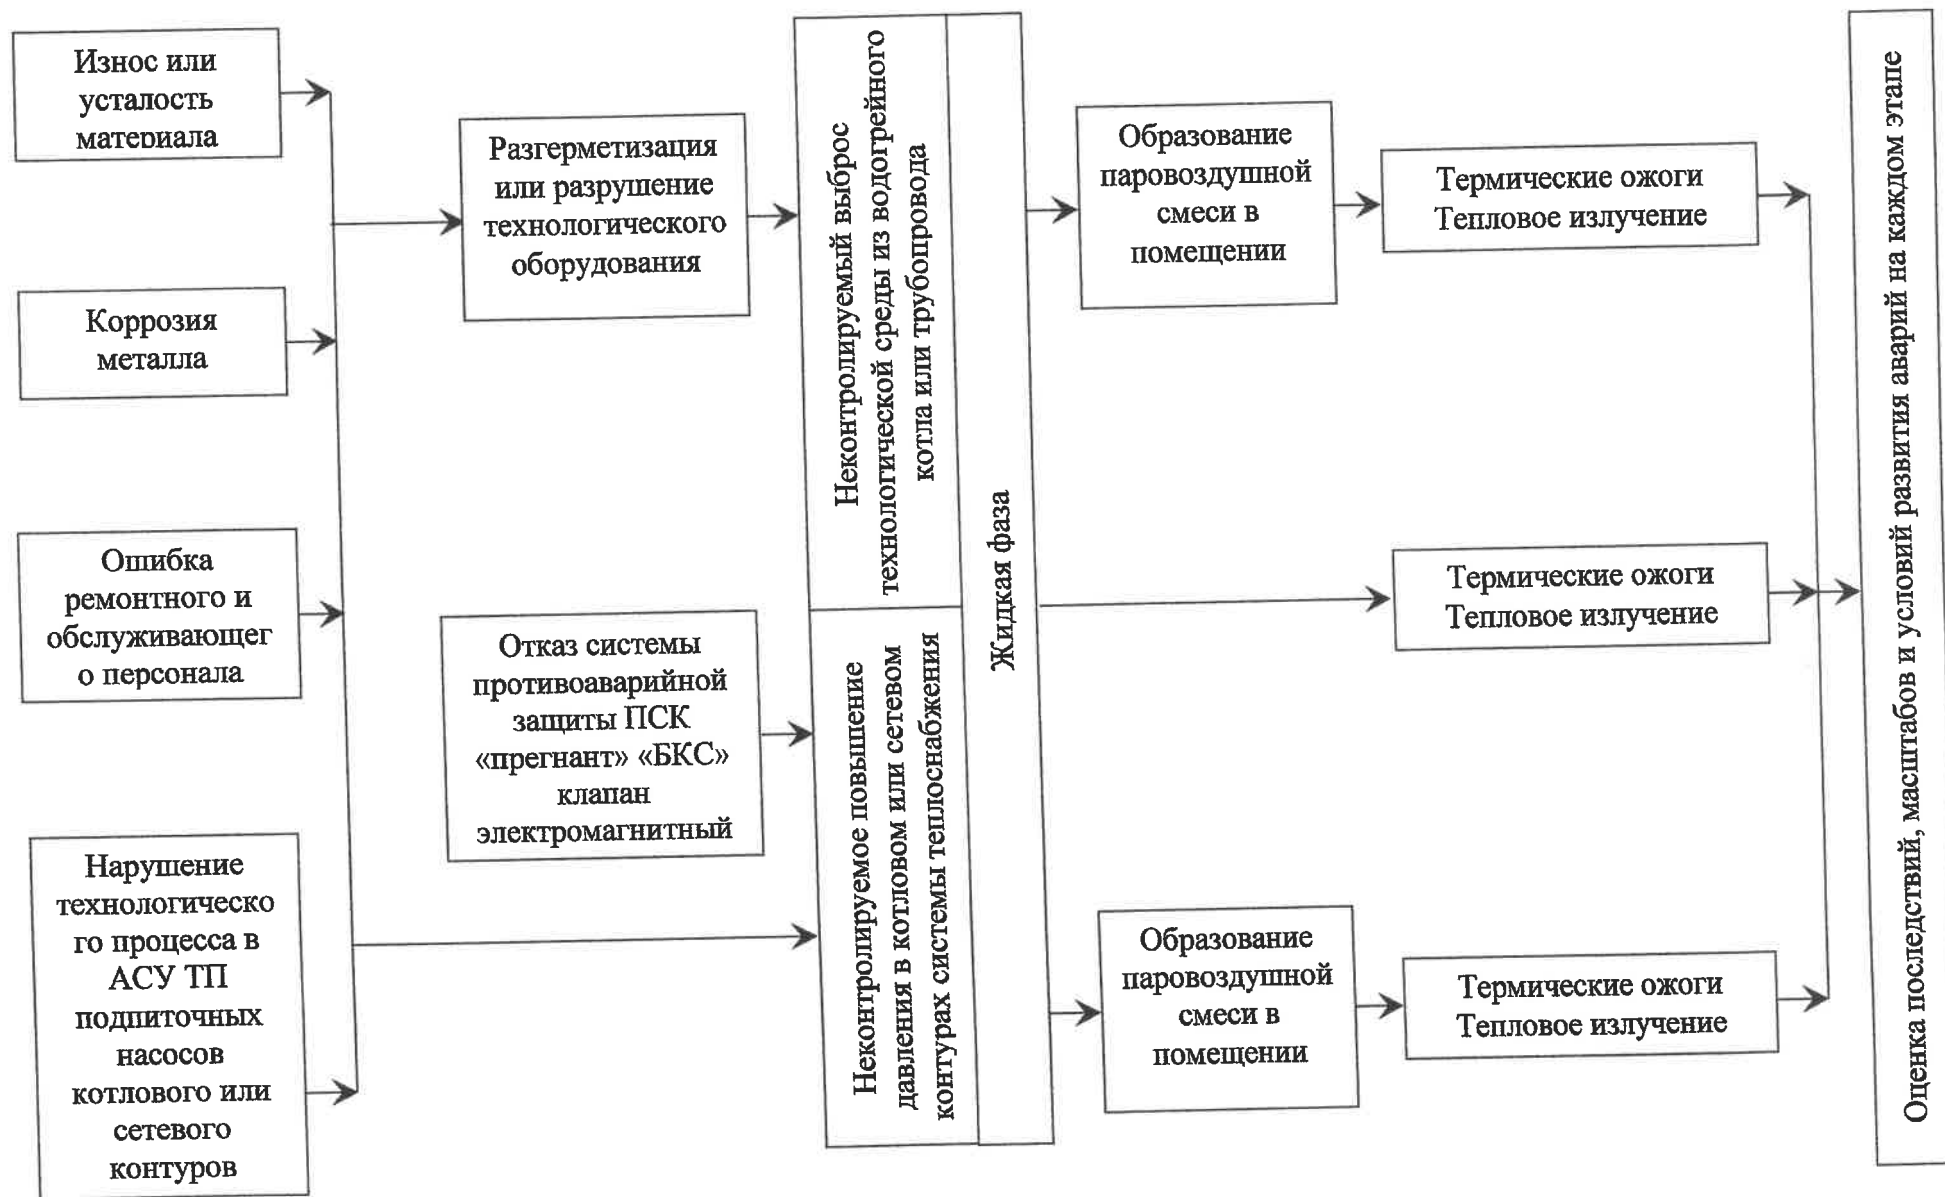 Износ или
усталость
материала
Коррозия
металла
Ошибка
ремонтного и
обслуживающег
о персонала
Нарушение
технологическо
го процесса в
АСУ ТП
подпиточных
насосов
котлового или
сетевого
контуров
Разгерметизация
или разрушение
технологического
оборудования
Отказ системы
противоаварийной
защиты ПСК
«прегнант» «БКС»
клапан
электромагнитный
Неконтролируемый выброс
технологической среды из водогрейного
котла или трубопровода
Неконтролируемое повышение
давления в котловом или сетевом
контурах системы теплоснабжения
Жидкая фаза
Образование
паровоздушной
смеси в
помещении
Термические ожоги
Тепловое излучение
Термические ожоги
Тепловое излучение
Образование
паровоздушной
смеси в
помещении
Термические ожоги
Тепловое излучение
Оценка последствий, масштабов и условий развития аварий на каждом этапе